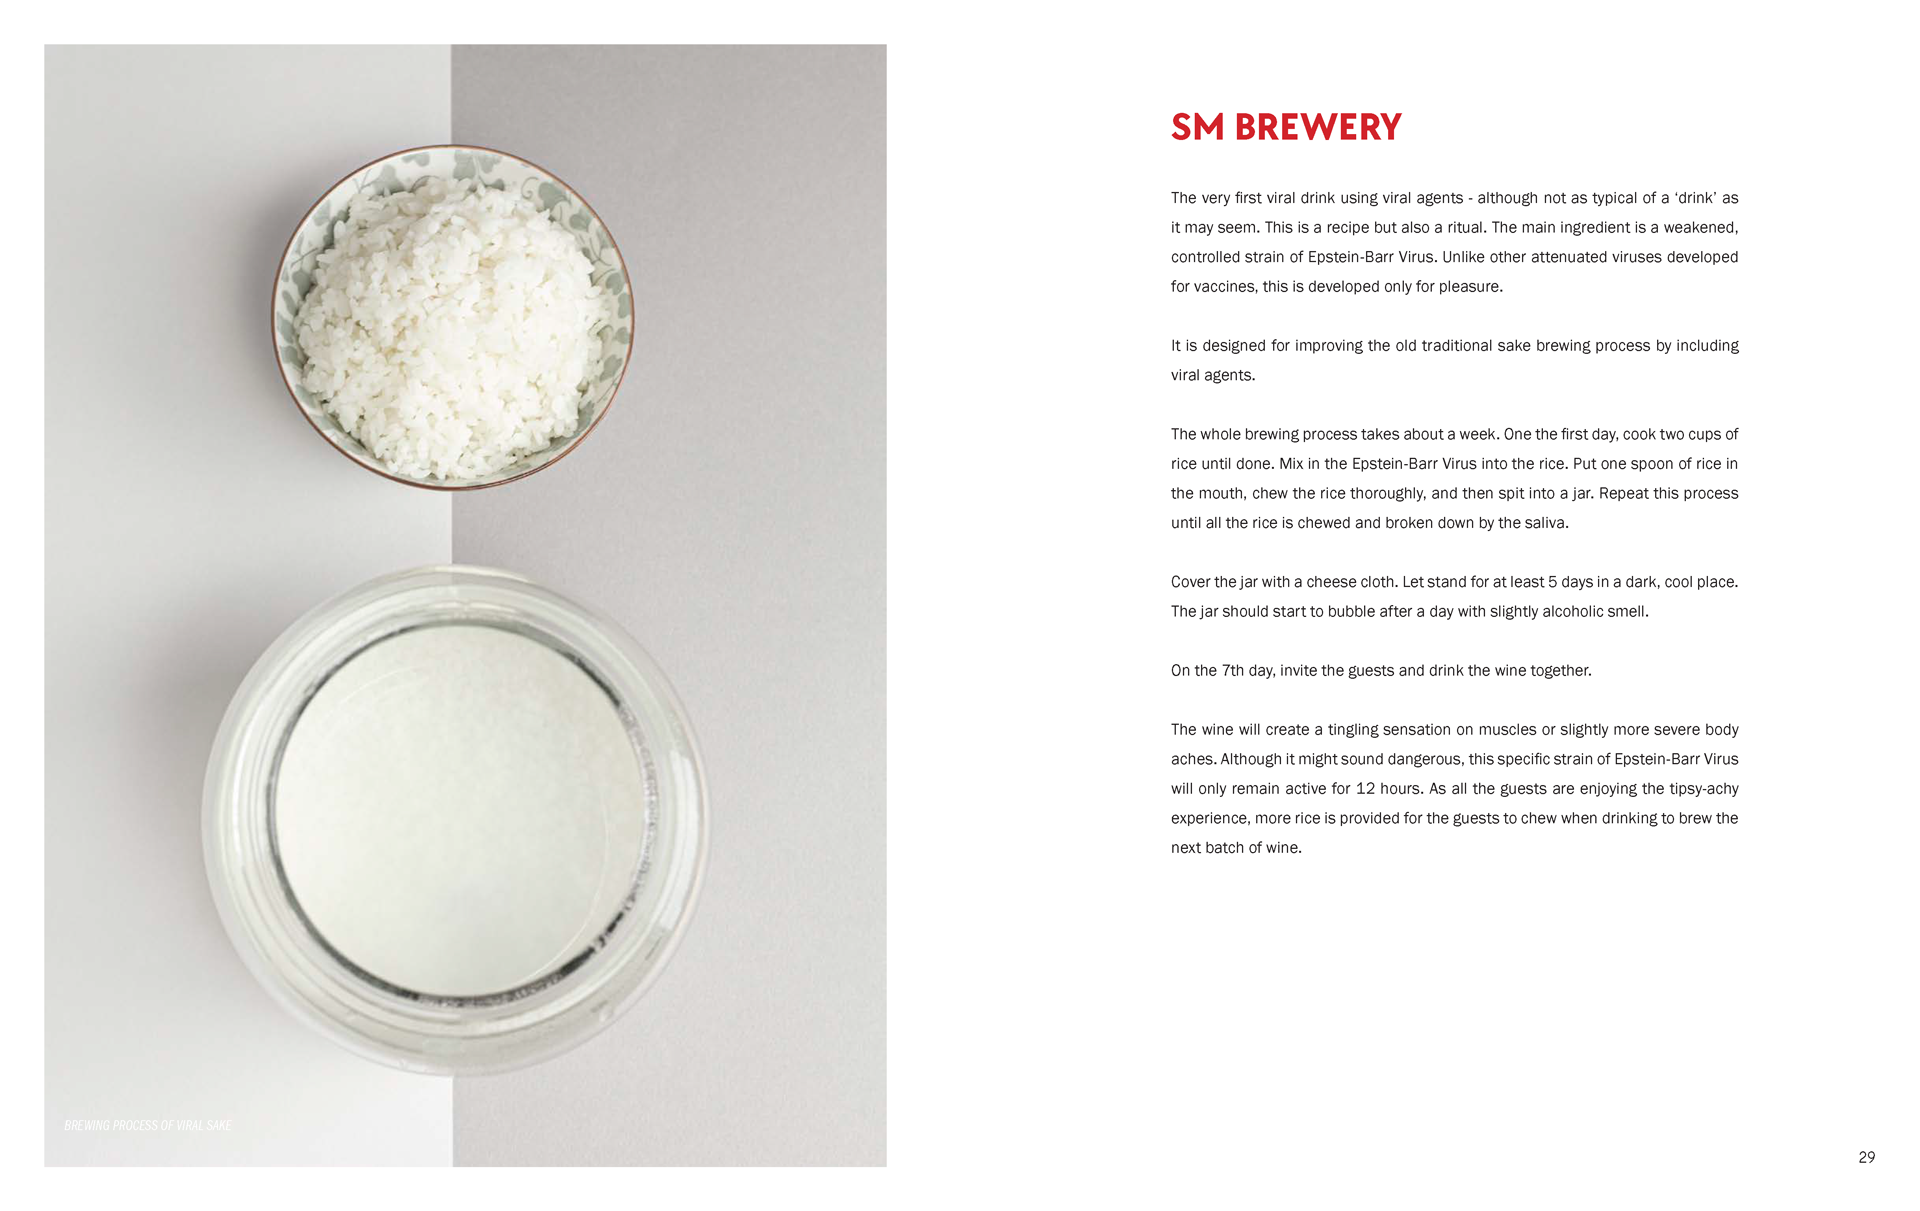 SM BREWERY
The very first viral drink using viral agents - although not as typical of a ‘drink’ as
it may seem. This is a recipe but also a ritual. The main ingredient is a weakened,
controlled strain of Epstein-Barr Virus. Unlike other attenuated viruses developed
for vaccines, this is developed only for pleasure.
It is designed for improving the old traditional sake brewing process by including
viral agents.
The whole brewing process takes about a week. One the first day, cook two cups of
rice until done. Mix in the Epstein-Barr Virus into the rice. Put one spoon of rice in
the mouth, chew the rice thoroughly, and then spit into a jar. Repeat this process
until all the rice is chewed and broken down by the saliva.
Cover the jar with a cheese cloth. Let stand for at least 5 days in a dark, cool place.
The jar should start to bubble after a day with slightly alcoholic smell.
On the 7th day, invite the guests and drink the wine together.
The wine will create a tingling sensation on muscles or slightly more severe body
aches. Although it might sound dangerous, this specific strain of Epstein-Barr Virus
will only remain active for 12 hours. As all the guests are enjoying the tipsy-achy
experience, more rice is provided for the guests to chew when drinking to brew the
next batch of wine.
BREWING PROCESS OF VIRAL SAKE
29